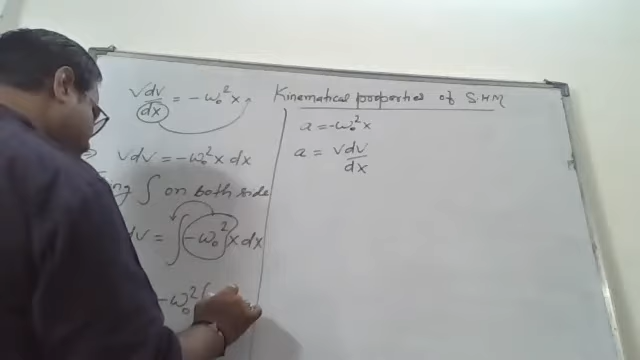 Kinematical properties of S.H.M
vdv/dx = -ω₀²x
⇒ vdv = -ω₀²x dx
ng ∫ on both side
dv = ∫-ω₀²x dx
-ω₀²(
a = -ω₀²x
a = vdv/dx